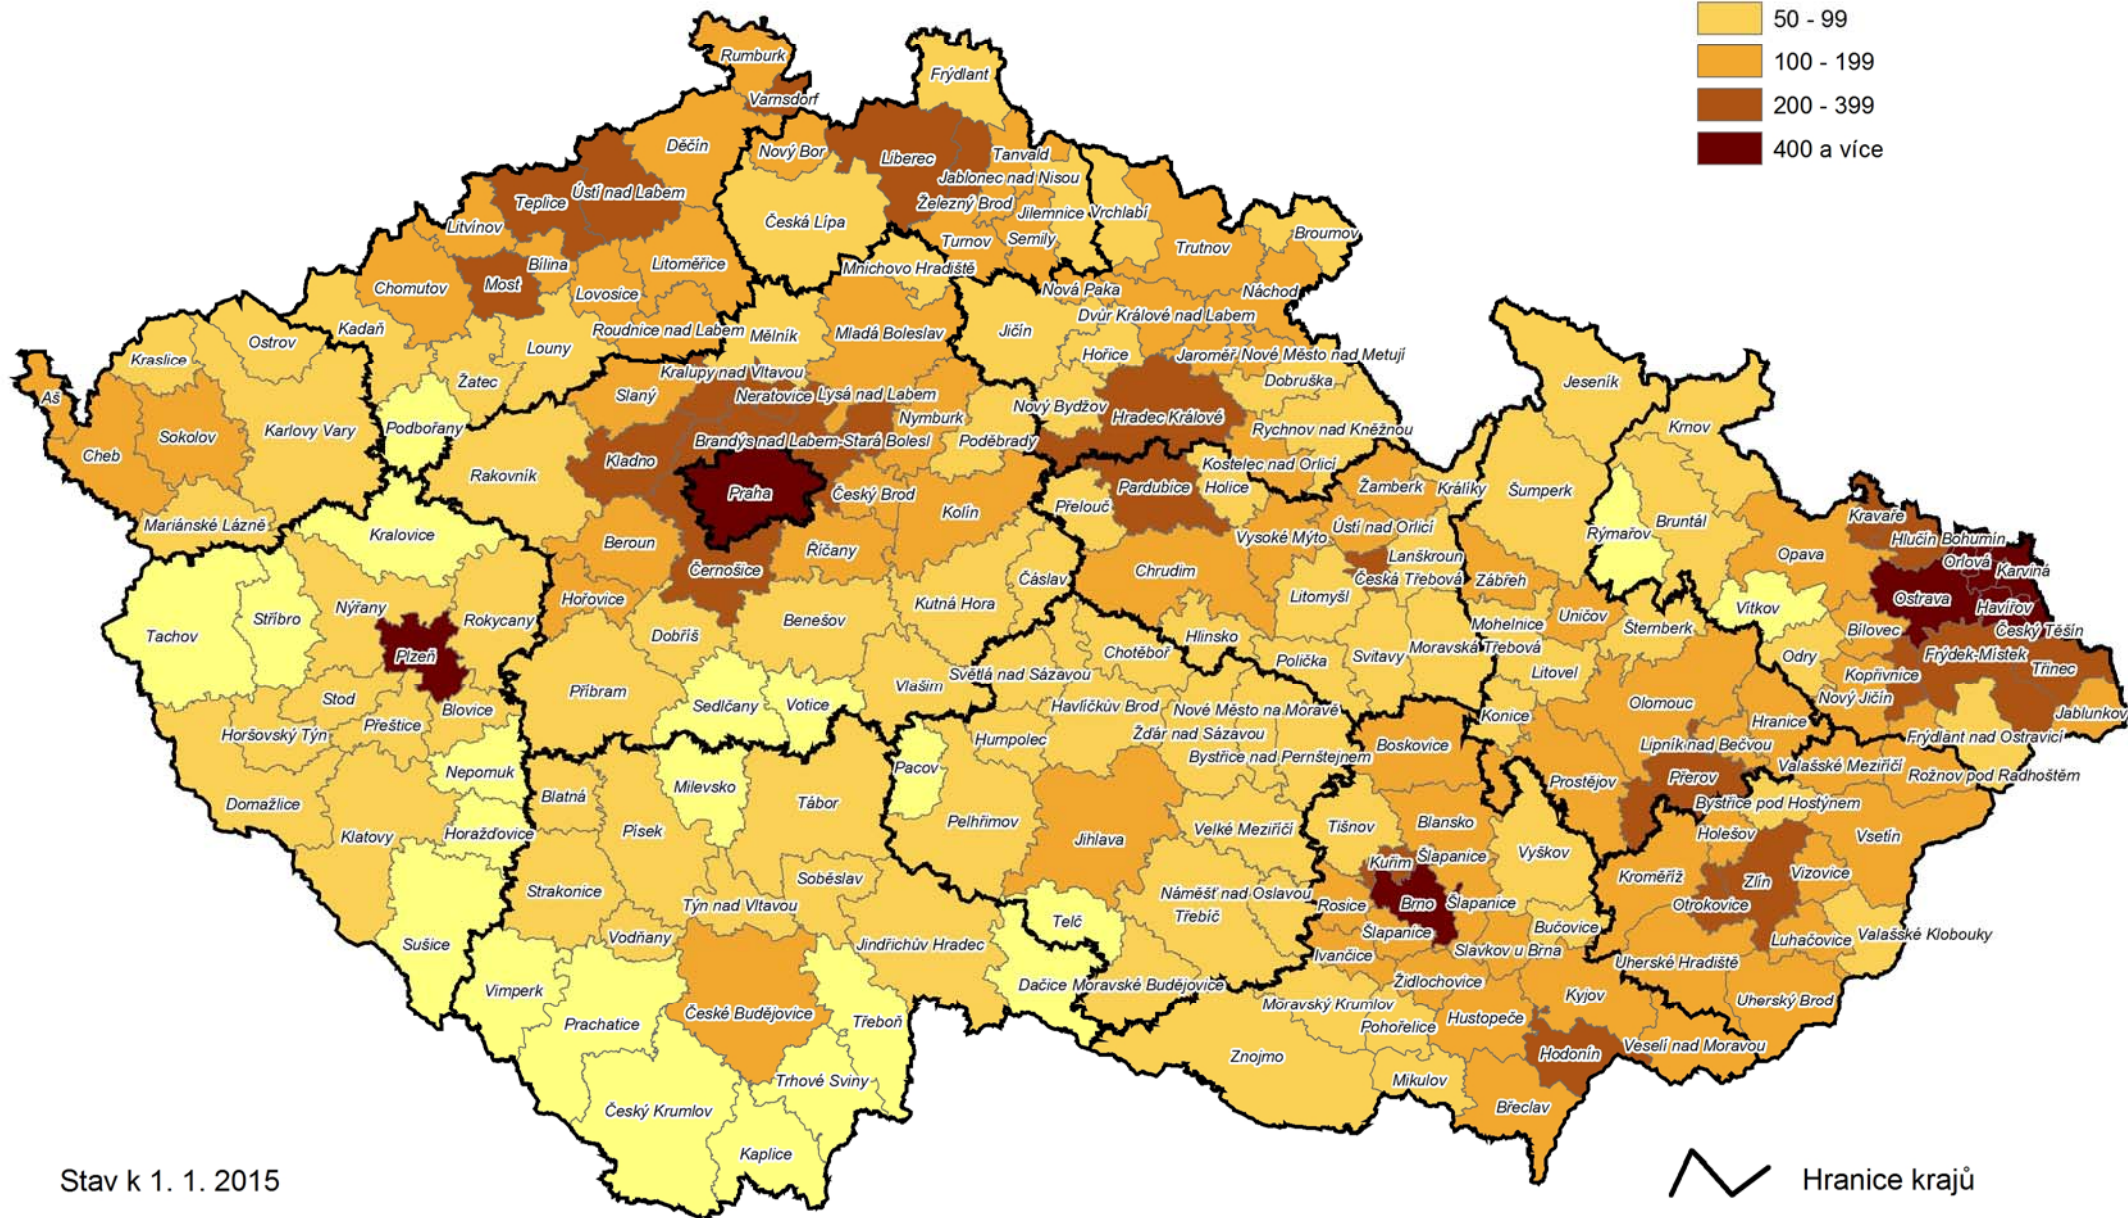 50 - 99
100 - 199
200 - 399
400 a více
Rumburk
Varnsdorf
Frýdlant
Děčín
Nový Bor
Liberec
Tanvald
Jablonec nad Nisou
Teplice
Ústí nad Labem
Železný Brod
Jilemnice
Vrchlabí
Česká Lípa
Litvínov
Turnov
Semily
Trutnov
Broumov
Bílina
Litoměřice
Mnichovo Hradiště
Most
Chomutov
Lovosice
Nová Paka
Náchod
Kadaň
Roudnice nad Labem
Mělník
Mladá Boleslav
Jičín
Dvůr Králové nad Labem
Ostrov
Louny
Hořice
Jaroměř
Nové Město nad Metují
Kraslice
Žatec
Kralupy nad Vltavou
Dobruška
Jeseník
Aš
Slaný
Neratovice
Lysá nad Labem
Nový Bydžov
Hradec Králové
Nymburk
Podbořany
Karlovy Vary
Sokolov
Brandýs nad Labem-Stará Bolesl
Poděbrady
Rychnov nad Kněžnou
Krnov
Cheb
Kladno
Kostelec nad Orlicí
Rakovník
Praha
Český Brod
Pardubice
Holice
Žamberk
Králíky
Šumperk
Přelouč
Kolín
Mariánské Lázně
Kralovice
Ústí nad Orlicí
Bruntál
Rýmařov
Kravaře
Beroun
Říčany
Vysoké Mýto
Hlučín
Bohumín
Opava
Lanškroun
Orlová
Karviná
Černošice
Chrudim
Česká Třebová
Zábřeh
Čáslav
Hořovice
Kutná Hora
Litomyšl
Ostrava
Havířov
Nýřany
Stříbro
Rokycany
Benešov
Uničov
Vítkov
Mohelnice
Šternberk
Bílovec
Český Těšín
Tachov
Dobříš
Hlinsko
Moravská Třebová
Plzeň
Chotěboř
Polička
Svitavy
Odry
Frýdek-Místek
Třinec
Světlá nad Sázavou
Litovel
Kopřivnice
Příbram
Vlašim
Stod
Sedlčany
Votice
Havlíčkův Brod
Nové Město na Moravě
Konice
Olomouc
Nový Jičín
Jablunkov
Přeštice
Blovice
Hranice
Horšovský Týn
Humpolec
Žďár nad Sázavou
Frýdlant nad Ostravicí
Boskovice
Lipník nad Bečvou
Bystřice nad Pernštejnem
Valašské Meziříčí
Nepomuk
Pacov
Rožnov pod Radhoštěm
Milevsko
Blatná
Tábor
Prostějov
Přerov
Domažlice
Bystřice pod Hostýnem
Pelhřimov
Velké Meziříčí
Tišnov
Blansko
Klatovy
Horažďovice
Písek
Jihlava
Holešov
Vsetín
Vyškov
Kuřim
Šlapanice
Soběslav
Kroměříž
Zlín
Vizovice
Strakonice
Náměšť nad Oslavou
Týn nad Vltavou
Rosice
Brno
Šlapanice
Otrokovice
Třebíč
Telč
Bučovice
Šlapanice
Sušice
Vodňany
Jindřichův Hradec
Valašské Klobouky
Luhačovice
Slavkov u Brna
Ivančice
Uherské Hradiště
Dačice
Moravské Budějovice
Židlochovice
Vimperk
Kyjov
Moravský Krumlov
Uherský Brod
České Budějovice
Třeboň
Prachatice
Hustopeče
Pohořelice
Veselí nad Moravou
Hodonín
Znojmo
Trhové Sviny
Mikulov
Český Krumlov
Břeclav
Kaplice
Stav k 1. 1. 2015
Hranice krajů